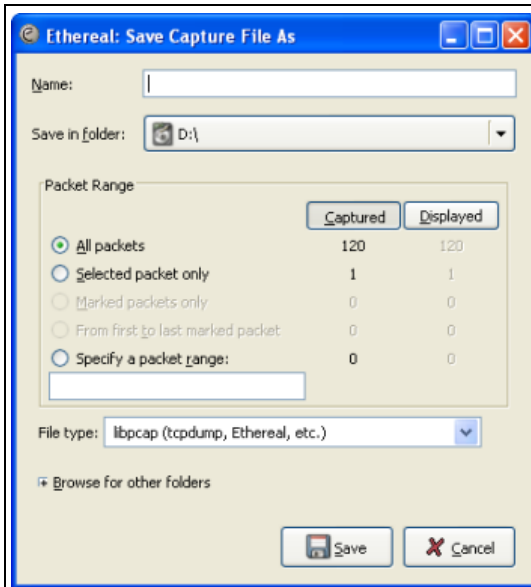 Ethereal: Save Capture File As
Name:
Save in folder: D:\
Packet Range
Captured Displayed
All packets 120 120
Selected packet only 1 1
Marked packets only 0 0
From first to last marked packet 0 0
Specify a packet range: 0 0
File type: libpcap (tcpdump, Ethereal, etc.)
Browse for other folders
Save Cancel